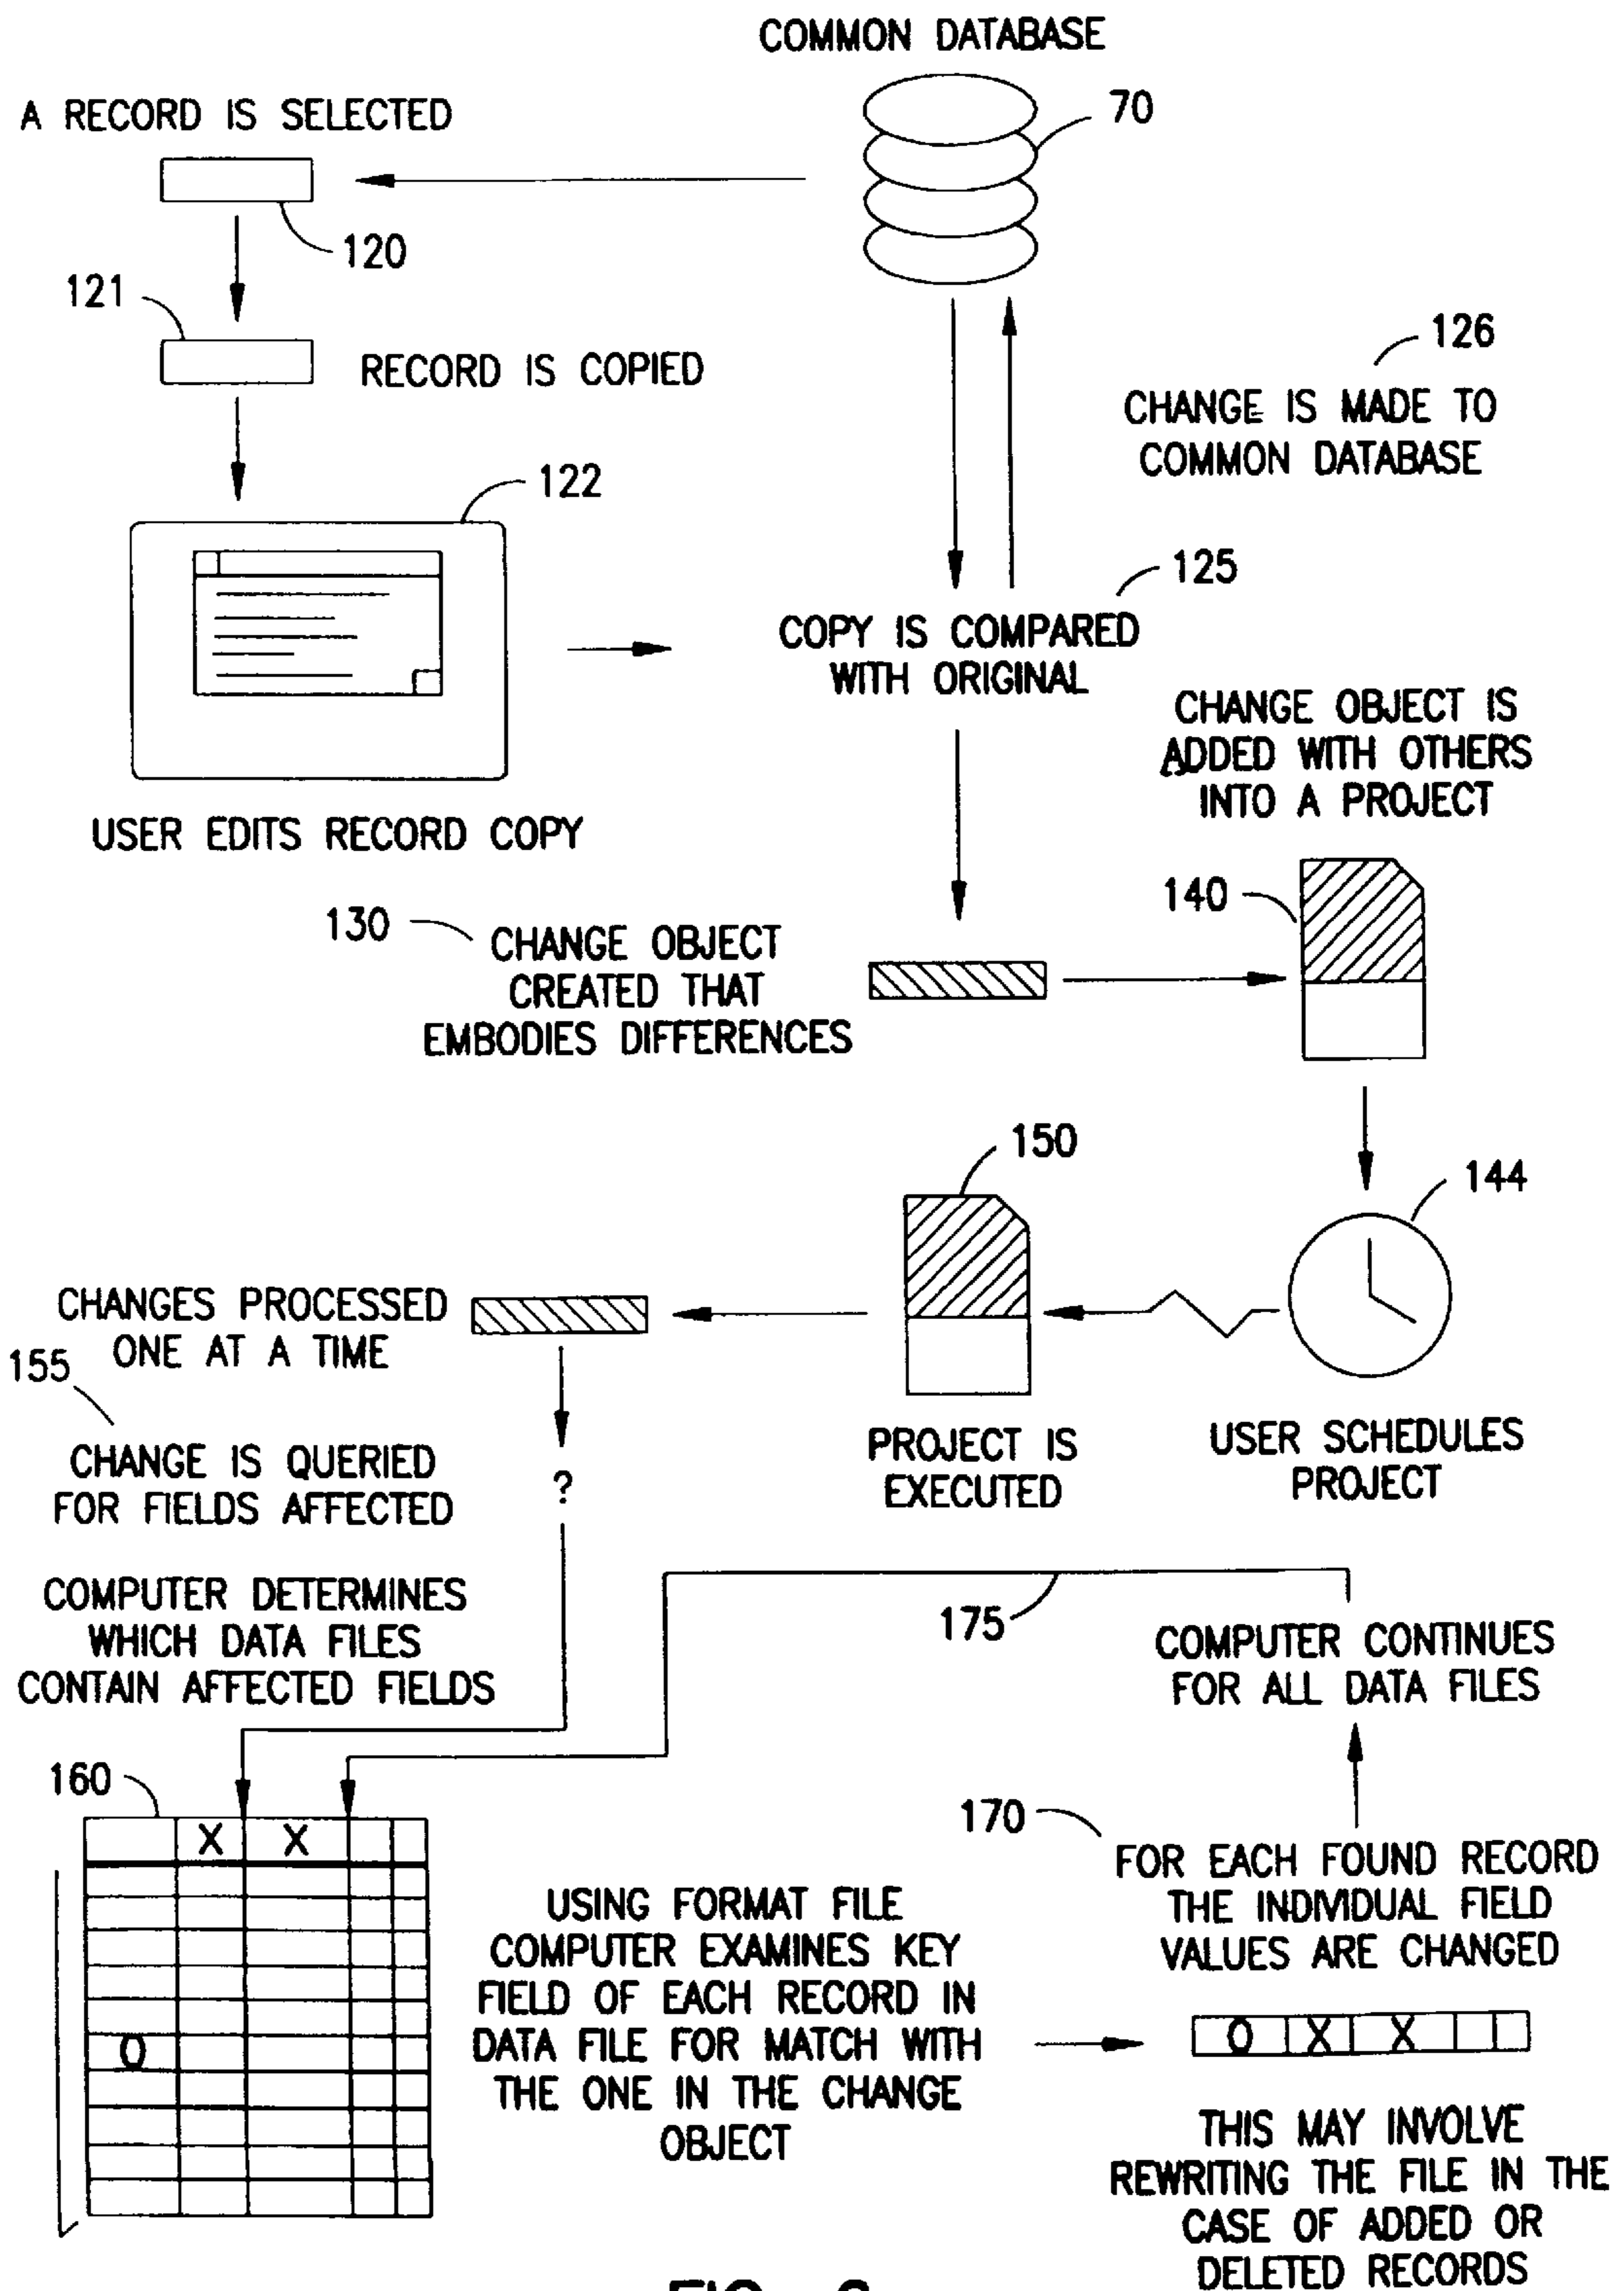 COMMON DATABASE
70
A RECORD IS SELECTED
120
121
RECORD IS COPIED
126
CHANGE IS MADE TO
COMMON DATABASE
122
125
COPY IS COMPARED
WITH ORIGINAL
USER EDITS RECORD COPY
CHANGE OBJECT IS
ADDED WITH OTHERS
INTO A PROJECT
130
CHANGE OBJECT
CREATED THAT
EMBODIES DIFFERENCES
140
150
144
CHANGES PROCESSED
ONE AT A TIME
155
CHANGE IS QUERIED
FOR FIELDS AFFECTED
?
PROJECT IS
EXECUTED
USER SCHEDULES
PROJECT
COMPUTER DETERMINES
WHICH DATA FILES
CONTAIN AFFECTED FIELDS
175
COMPUTER CONTINUES
FOR ALL DATA FILES
160
X X
O
USING FORMAT FILE
COMPUTER EXAMINES KEY
FIELD OF EACH RECORD IN
DATA FILE FOR MATCH WITH
THE ONE IN THE CHANGE
OBJECT
170
FOR EACH FOUND RECORD
THE INDIVIDUAL FIELD
VALUES ARE CHANGED
O X X
THIS MAY INVOLVE
REWRITING THE FILE IN THE
CASE OF ADDED OR
DELETED RECORDS